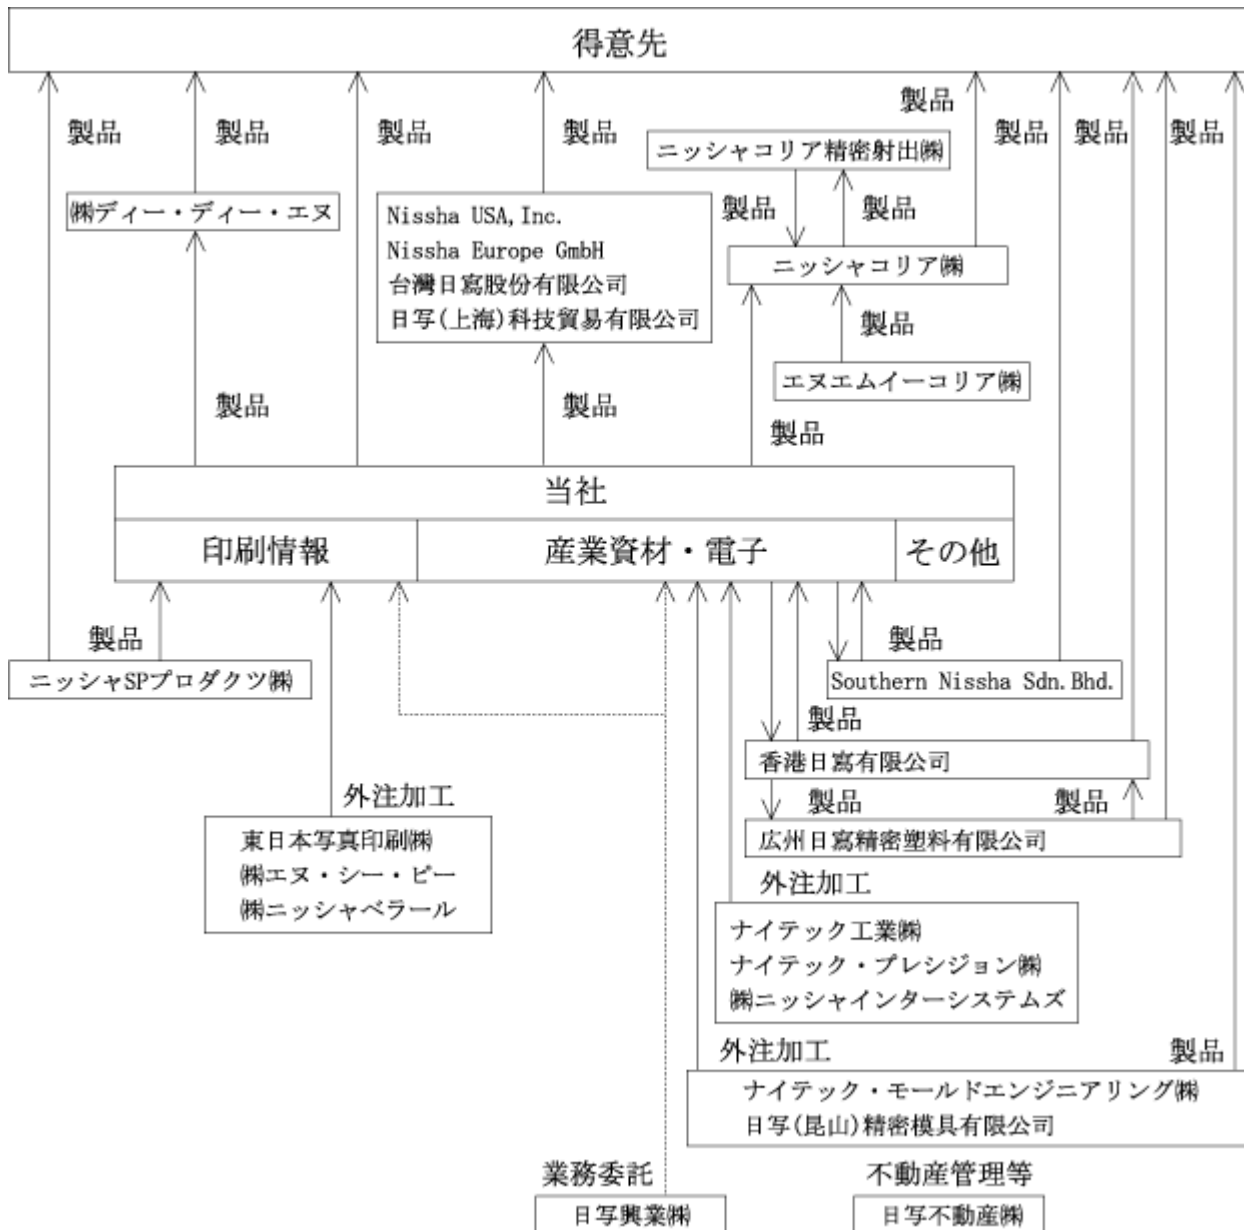 得意先
製品
製品
製品
製品
製品
製品
製品
製品
ニッシャコリア精密射出㈱
㈱ディー・ディー・エヌ
Nissha USA,Inc.
Nissha Europe GmbH
台灣日寫股份有限公司
日写(上海)科技貿易有限公司
製品
製品
ニッシャコリア㈱
製品
エヌエムイーコリア㈱
製品
製品
製品
当社
印刷情報
産業資材・電子
その他
製品
製品
ニッシャSPプロダクツ㈱
Southern Nissha Sdn.Bhd.
製品
香港日寫有限公司
外注加工
製品
製品
東日本写真印刷㈱
㈱エヌ・シー・ピー
㈱ニッシャベラール
広州日寫精密塑料有限公司
外注加工
ナイテック工業㈱
ナイテック・プレシジョン㈱
㈱ニッシャインターシステムズ
外注加工
製品
ナイテック・モールドエンジニアリング㈱
日写(昆山)精密模具有限公司
業務委託
不動産管理等
日写興業㈱
日写不動産㈱